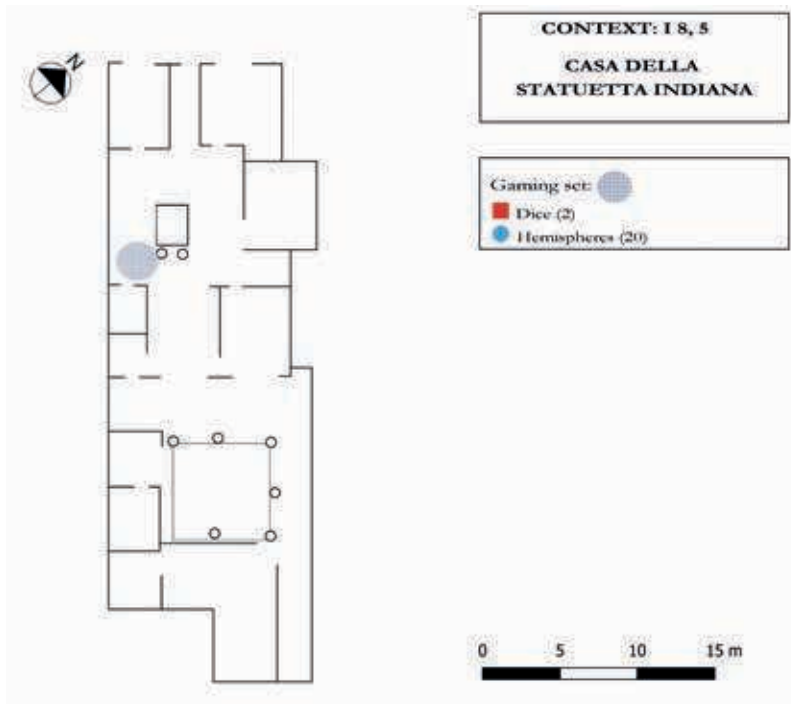 N
CONTEXT: I 8, 5
CASA DELLA
STATUETTA INDIANA
Gaming set:
Dice (2)
Hemispheres (20)
0 5 10 15 m